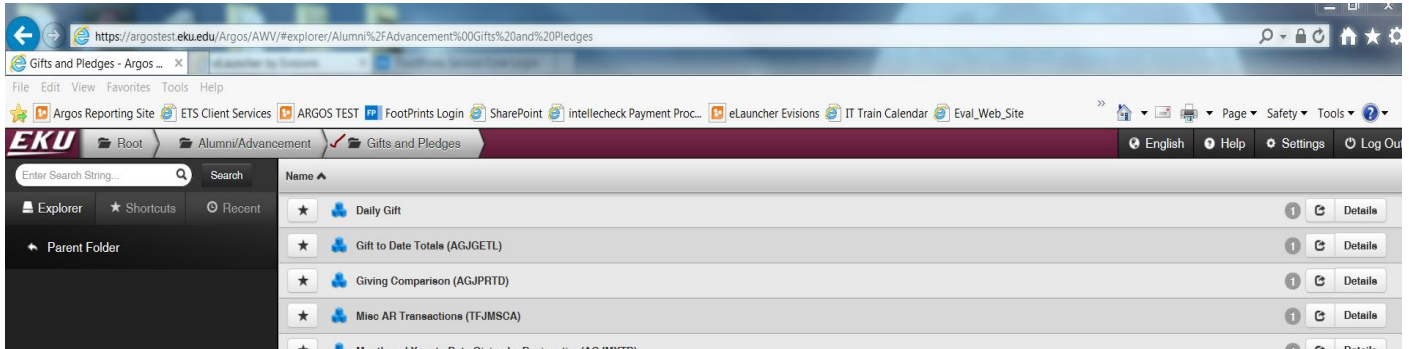 https://argostest.eku.edu/Argos/AWV/#explorer/Alumni%2FAdvancement%00Gifts%20and%20Pledges
Gifts and Pledges - Argos ...
File Edit View Favorites Tools Help
Argos Reporting Site ETS Client Services ARGOS TEST FootPrints Login SharePoint intellecheck Payment Proc... eLauncher Evisions IT Train Calendar Eval_Web_Site Page Safety Tools
EKU Root Alumni/Advancement Gifts and Pledges English Help Settings Log Out
Enter Search String... Search Name
Explorer Shortcuts Recent
Daily Gift 1 Details
Parent Folder
Gift to Date Totals (AGJGETL) 1 Details
Giving Comparison (AGJPRTD) 1 Details
Misc AR Transactions (TFJMSCA) 1 Details